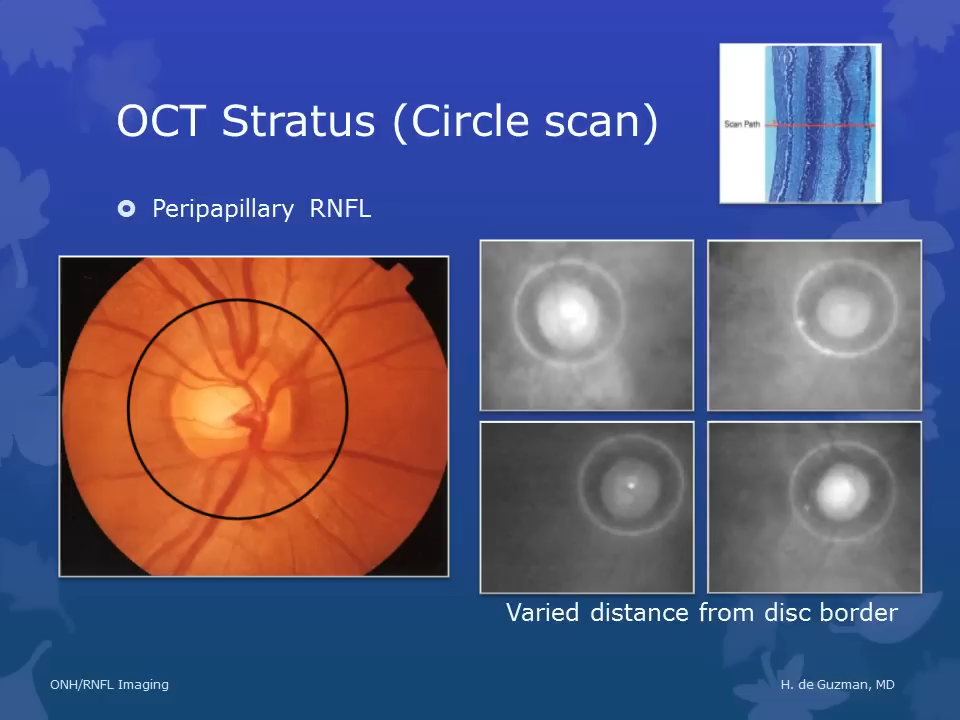 OCT Stratus (Circle scan)
Scan Path
Peripapillary RNFL
Varied distance from disc border
ONH/RNFL Imaging
H. de Guzman, MD